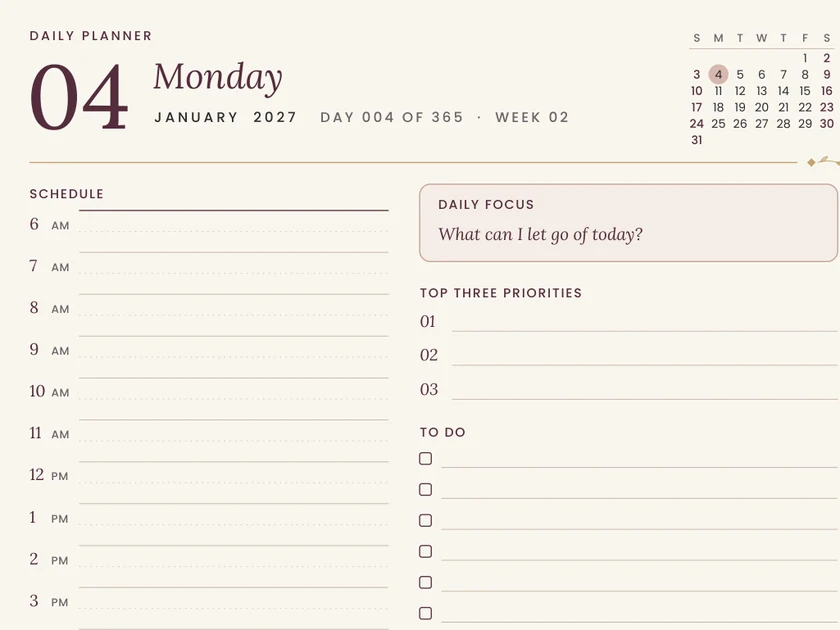 DAILY PLANNER
04
Monday
JANUARY 2027 DAY 004 OF 365 · WEEK 02
S M T W T F S
1 2
3 4 5 6 7 8 9
10 11 12 13 14 15 16
17 18 19 20 21 22 23
24 25 26 27 28 29 30
31
SCHEDULE
6 AM
7 AM
8 AM
9 AM
10 AM
11 AM
12 PM
1 PM
2 PM
3 PM
DAILY FOCUS
What can I let go of today?
TOP THREE PRIORITIES
01
02
03
TO DO